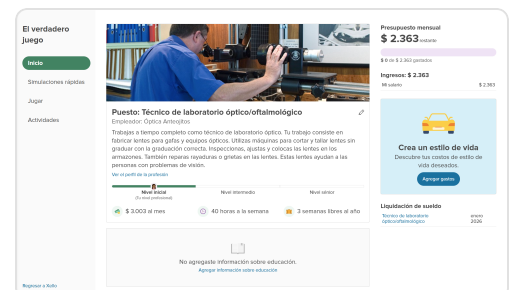 El verdadero
juego
Inicio
Simulaciones rápidas
Jugar
Actividades
Regresar a Kello
Puesto: Técnico de laboratorio óptico/oftalmológico
Empleador: Óptica Anteojitos
Trabajas a tiempo completo como técnico de laboratorio óptico. Tu trabajo consiste en
fabricar lentes para gafas y equipos ópticos. Utilizas máquinas para cortar y tallar lentes sin
graduar con la graduación correcta. Inspeccionas, ajustas y colocas las lentes en los
armazones. También reparas rayaduras o grietas en las lentes. Estas lentes ayudan a las
personas con problemas de visión.
Ver el perfil de la profesión
Nivel inicial
(Tu nivel profesional)
Nivel intermedio
Nivel sénior
$ 3.003 al mes
40 horas a la semana
3 semanas libres al año
No agregaste información sobre educación.
Agregar información sobre educación
Presupuesto mensual
$ 2.363 restante
$ 0 de $ 2.363 gastados
Ingresos: $ 2.363
Mi salario $ 2.363
Crea un estilo de vida
Descubre tus costos de estilo de
vida deseados.
Agregar gastos
Liquidación de sueldo
Técnico de laboratorio enero
óptico/oftalmológico 2026